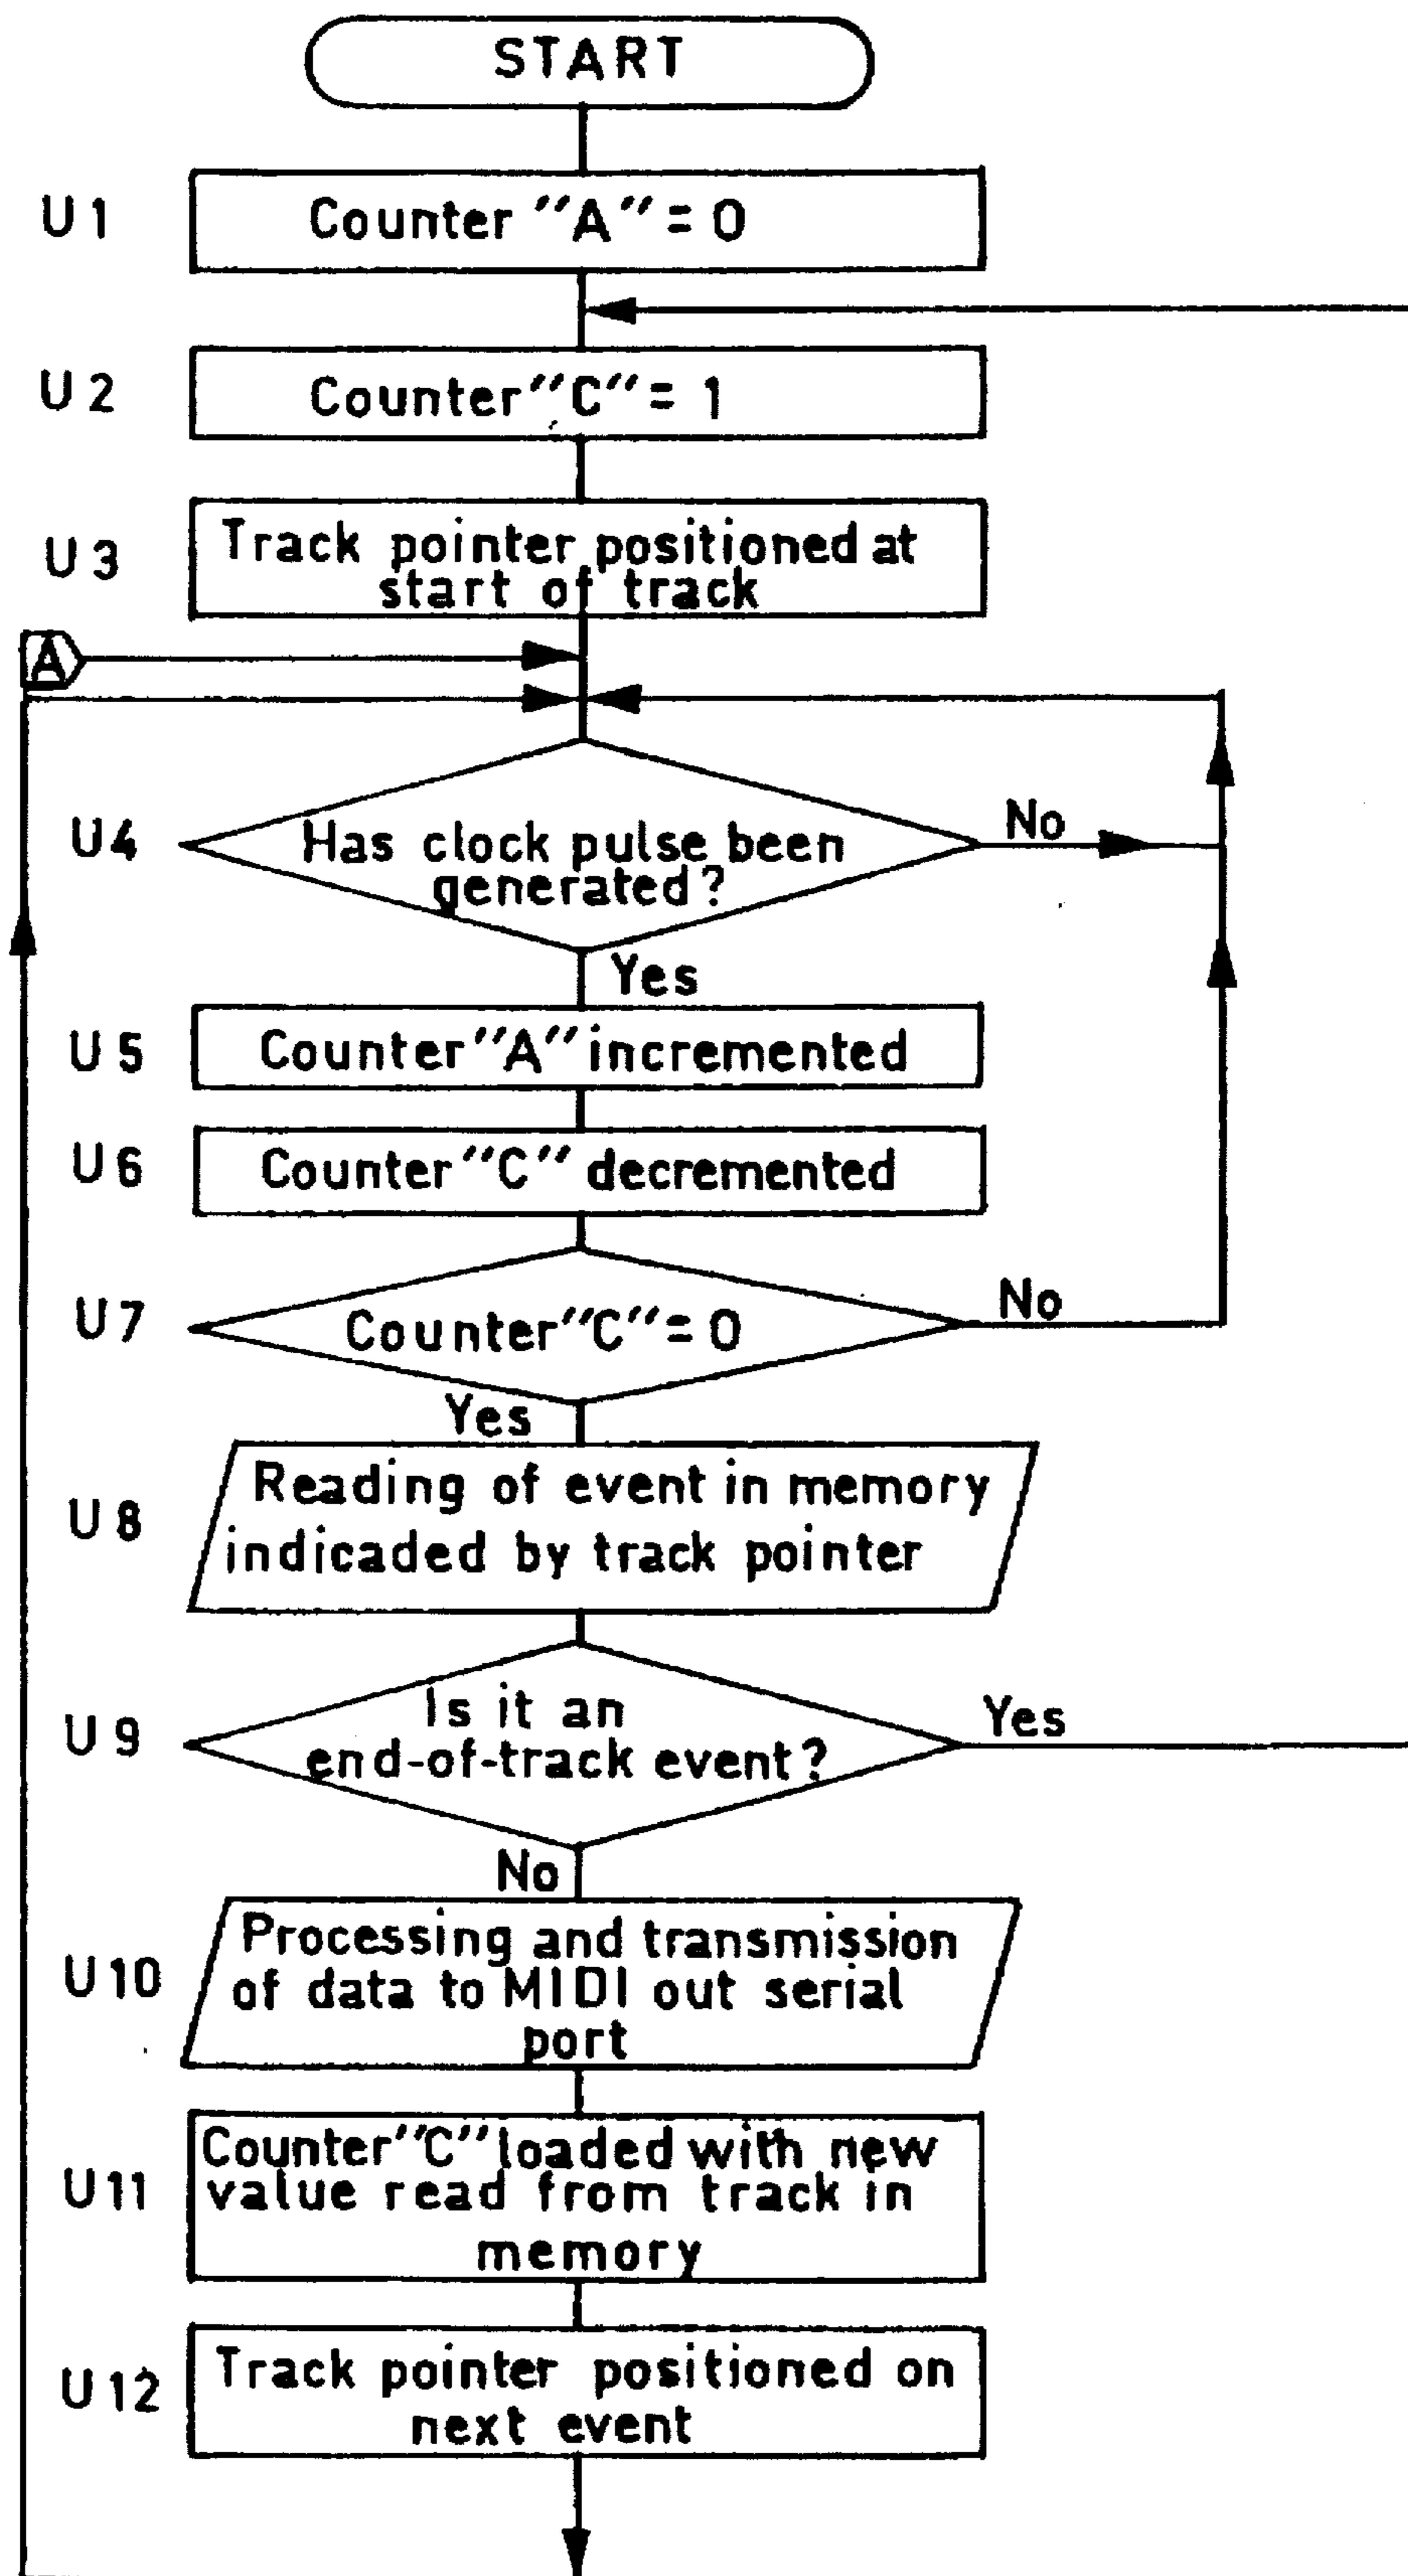 START
U1
Counter "A" = 0
U2
Counter "C" = 1
U3
Track pointer positioned at
start of track
A
U4
Has clock pulse been
generated?
No
Yes
U5
Counter "A" incremented
U6
Counter "C" decremented
U7
Counter "C" = 0
No
Yes
U8
Reading of event in memory
indicaded by track pointer
U9
Is it an
end-of-track event?
Yes
No
U10
Processing and transmission
of data to MIDI out serial
port
U11
Counter "C" loaded with new
value read from track in
memory
U12
Track pointer positioned on
next event